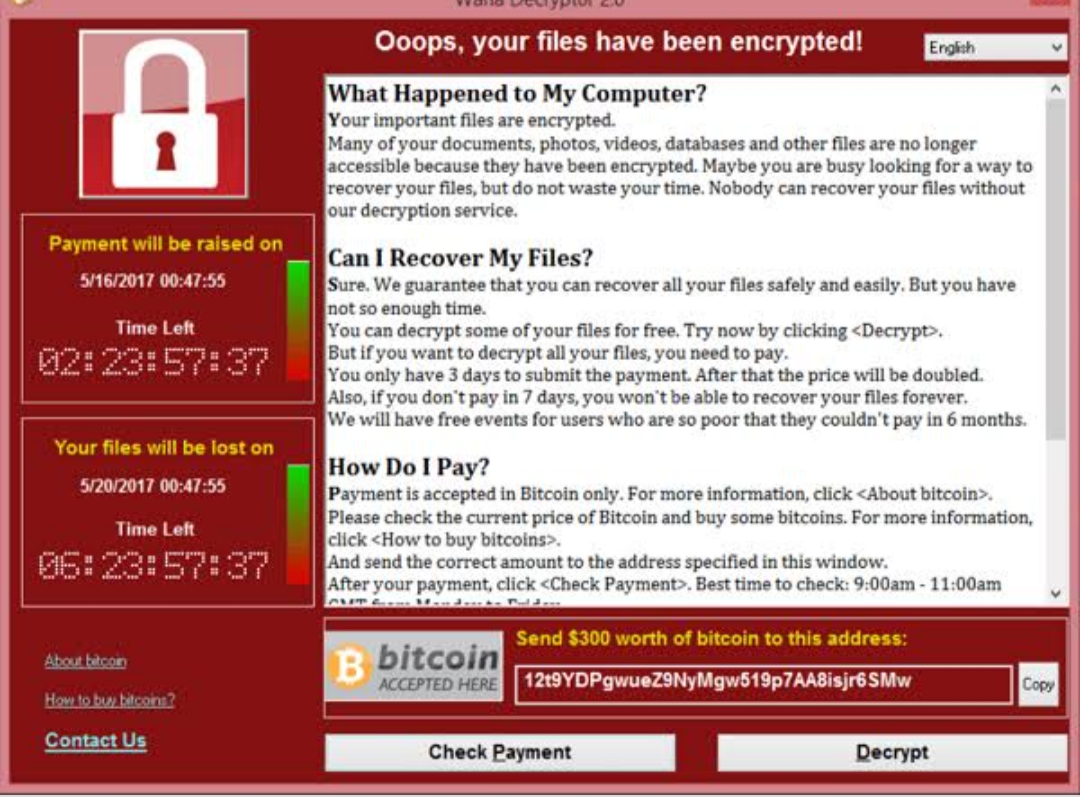 Wana Decryptor 2.0
Ooops, your files have been encrypted!
English
What Happened to My Computer?
Your important files are encrypted.
Many of your documents, photos, videos, databases and other files are no longer
accessible because they have been encrypted. Maybe you are busy looking for a way to
recover your files, but do not waste your time. Nobody can recover your files without
our decryption service.
Can I Recover My Files?
Sure. We guarantee that you can recover all your files safely and easily. But you have
not so enough time.
You can decrypt some of your files for free. Try now by clicking <Decrypt>.
But if you want to decrypt all your files, you need to pay.
You only have 3 days to submit the payment. After that the price will be doubled.
Also, if you don't pay in 7 days, you won't be able to recover your files forever.
We will have free events for users who are so poor that they couldn't pay in 6 months.
How Do I Pay?
Payment is accepted in Bitcoin only. For more information, click <About bitcoin>.
Please check the current price of Bitcoin and buy some bitcoins. For more information,
click <How to buy bitcoins>.
And send the correct amount to the address specified in this window.
After your payment, click <Check Payment>. Best time to check: 9:00am - 11:00am
GMT from Monday to Friday
Payment will be raised on
5/16/2017 00:47:55
Time Left
02:23:57:37
Your files will be lost on
5/20/2017 00:47:55
Time Left
06:23:57:37
About bitcoin
How to buy bitcoins?
Contact Us
bitcoin
ACCEPTED HERE
Send $300 worth of bitcoin to this address:
12t9YDPgwueZ9NyMgw519p7AA8isjr6SMw
Copy
Check Payment
Decrypt